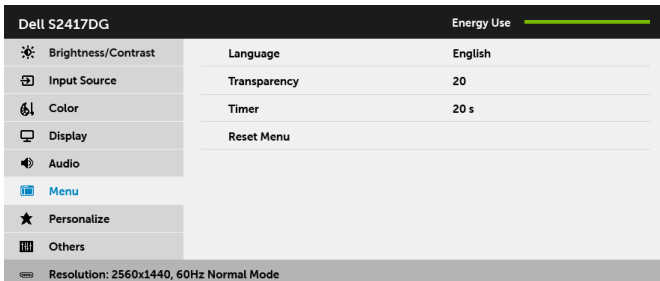 Dell S2417DG Energy Use
Brightness/Contrast Language English
Input Source Transparency 20
Color Timer 20 s
Display Reset Menu
Audio
Menu
Personalize
Others
Resolution: 2560x1440, 60Hz Normal Mode